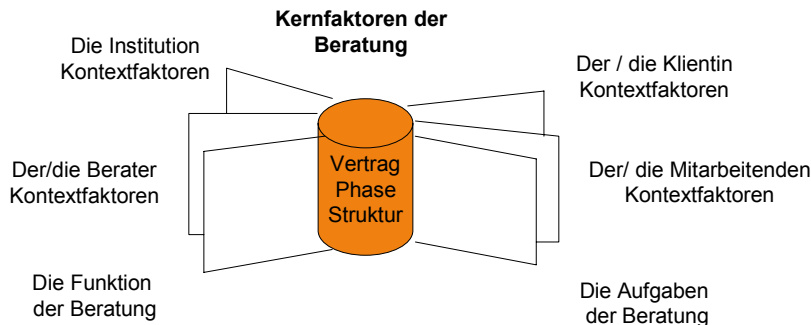 Kernfaktoren der
Beratung
Die Institution
Kontextfaktoren
Der / die Klientin
Kontextfaktoren
Der/die Berater
Kontextfaktoren
Vertrag
Phase
Struktur
Der/ die Mitarbeitenden
Kontextfaktoren
Die Funktion
der Beratung
Die Aufgaben
der Beratung